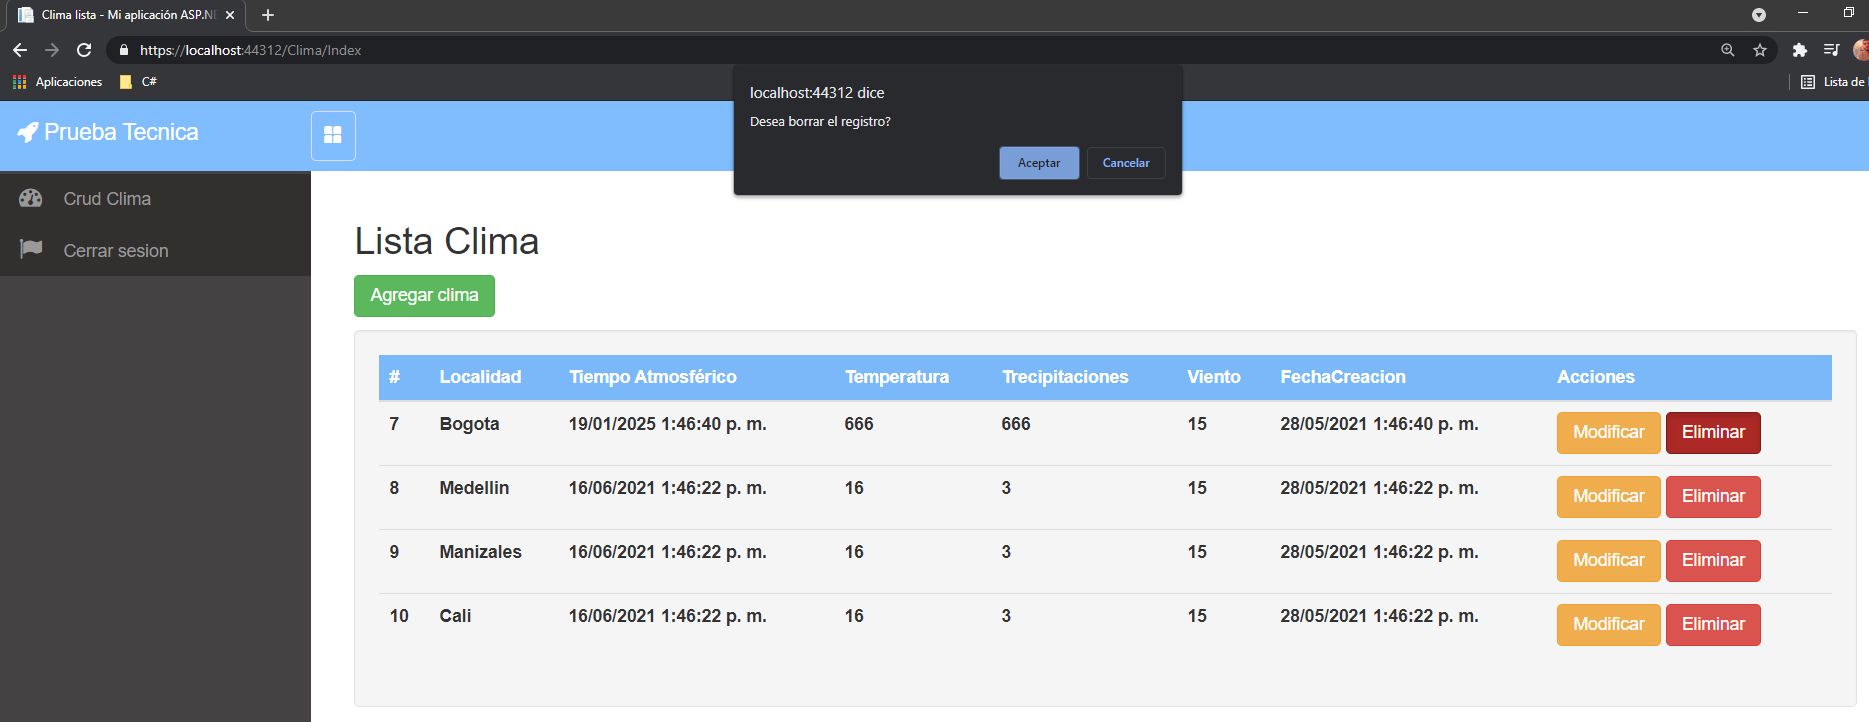 Clima lista - Mi aplicación ASP.NE
https://localhost:44312/Clima/Index
Aplicaciones C# Lista de
localhost:44312 dice
Desea borrar el registro?
Aceptar Cancelar
Prueba Tecnica
Crud Clima
Cerrar sesion
Lista Clima
Agregar clima
# Localidad Tiempo Atmosférico Temperatura Trecipitaciones Viento FechaCreacion Acciones
7 Bogota 19/01/2025 1:46:40 p. m. 666 666 15 28/05/2021 1:46:40 p. m. Modificar Eliminar
8 Medellin 16/06/2021 1:46:22 p. m. 16 3 15 28/05/2021 1:46:22 p. m. Modificar Eliminar
9 Manizales 16/06/2021 1:46:22 p. m. 16 3 15 28/05/2021 1:46:22 p. m. Modificar Eliminar
10 Cali 16/06/2021 1:46:22 p. m. 16 3 15 28/05/2021 1:46:22 p. m. Modificar Eliminar